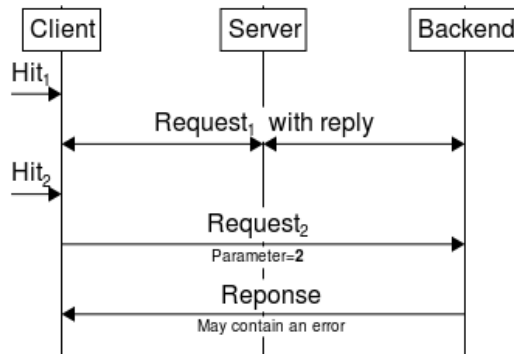 Client Server Backend
Hit₁
Request₁ with reply
Hit₂
Request₂
Parameter=2
Reponse
May contain an error